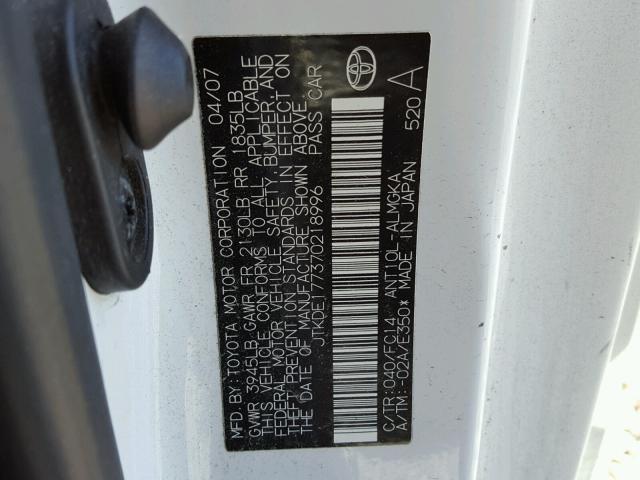 MFD. BY: TOYOTA MOTOR CORPORATION 04/07
GVWR 3945LB GAWR FR 2130LB RR 1835LB
THIS VEHICLE CONFORMS TO ALL APPLICABLE
FEDERAL MOTOR VEHICLE SAFETY, BUMPER, AND
THEFT PREVENTION STANDARDS IN EFFECT ON
THE DATE OF MANUFACTURE SHOWN ABOVE.
JTKDE177370218996 PASS CAR
C/TR: 040/FC14 ANT10L-ALMGKA 520 A
A/TM: -02A/E350* MADE IN JAPAN